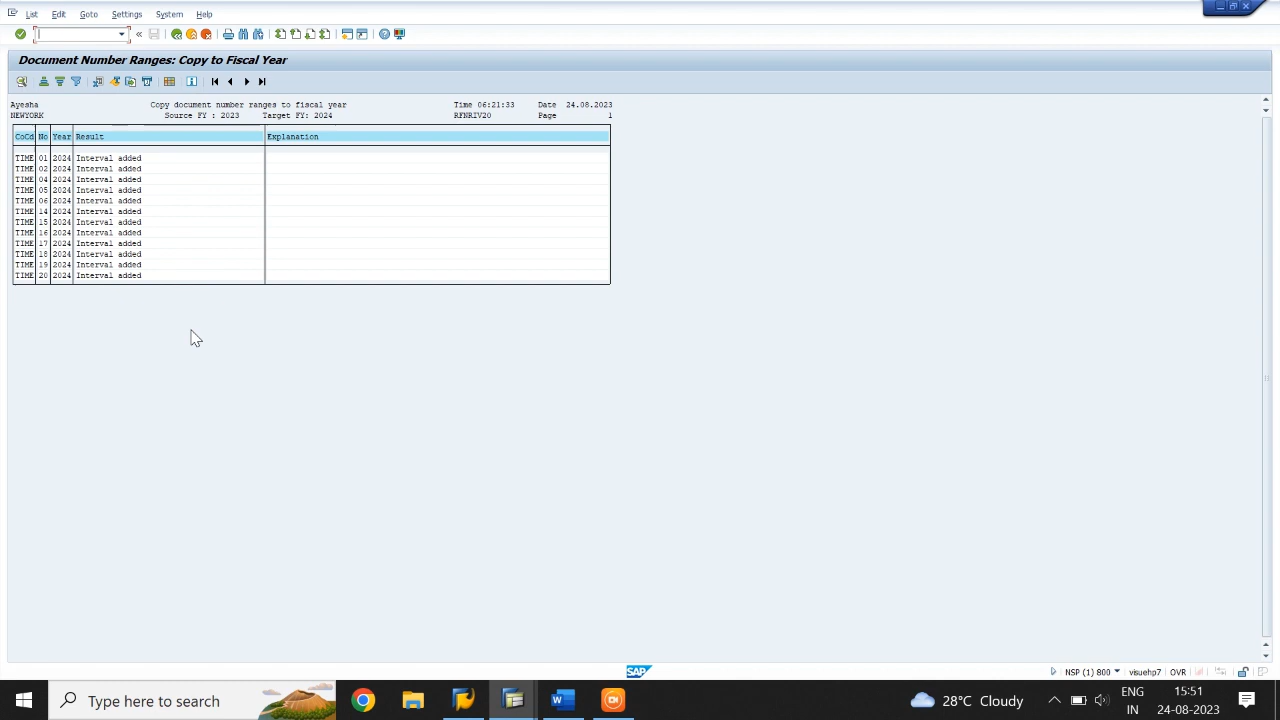 List Edit Goto Settings System Help
Document Number Ranges: Copy to Fiscal Year
Ayesha Copy document number ranges to fiscal year Time 06:21:33 Date 24.08.2023
NEWYORK Source FY : 2023 Target FY: 2024 RFNRIV20 Page 1
CoCd No Year Result Explanation
TIME 01 2024 Interval added
TIME 02 2024 Interval added
TIME 04 2024 Interval added
TIME 05 2024 Interval added
TIME 06 2024 Interval added
TIME 14 2024 Interval added
TIME 15 2024 Interval added
TIME 16 2024 Interval added
TIME 17 2024 Interval added
TIME 18 2024 Interval added
TIME 19 2024 Interval added
TIME 20 2024 Interval added
SAP
NSP (1) 800 visuehp7 OVR
Type here to search
28°C Cloudy
ENG
IN
15:51
24-08-2023